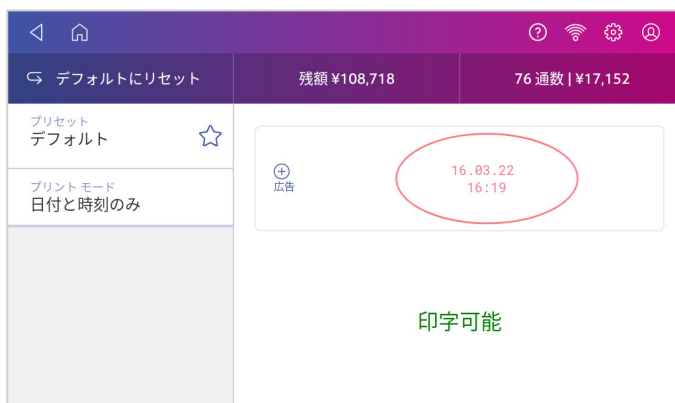 デフォルトにリセット
残額 ¥108,718
76 通数 | ¥17,152
プリセット
デフォルト
プリント モード
日付と時刻のみ
広告
16.03.22
16:19
印字可能